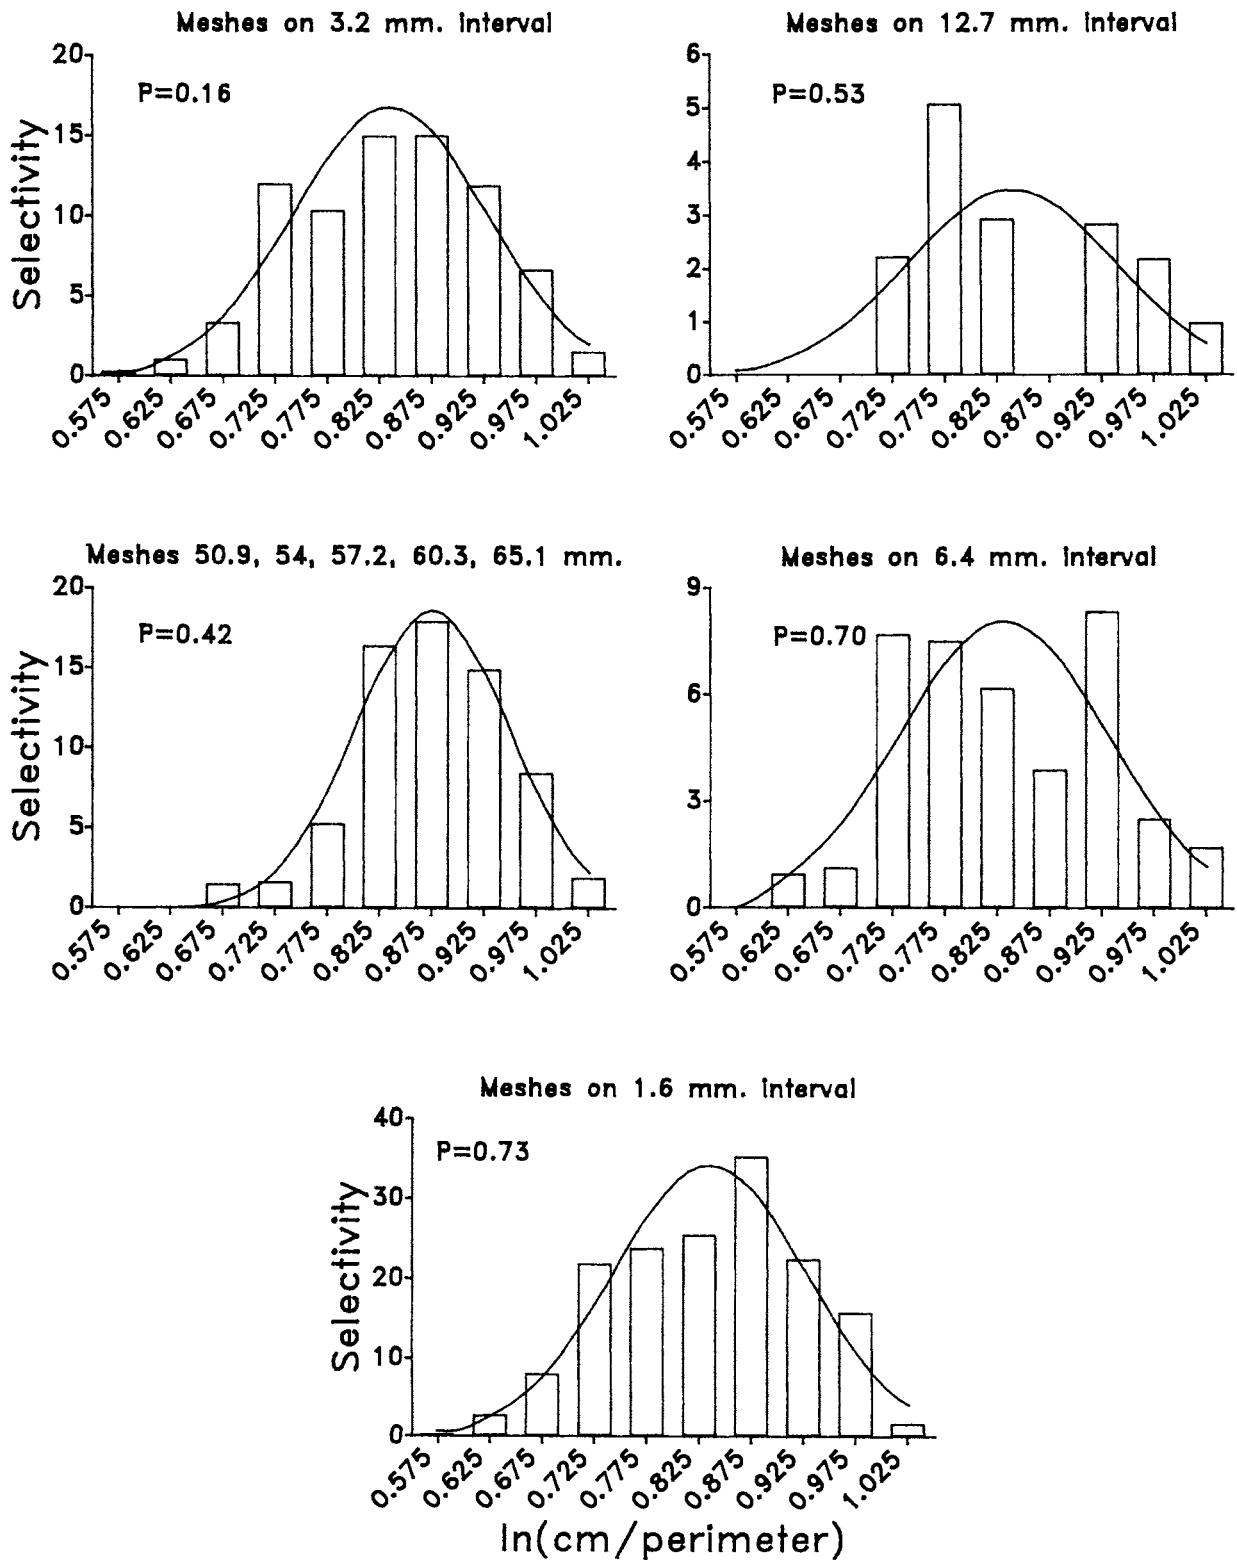 Meshes on 3.2 mm. interval
P=0.16
Selectivity
20
15
10
5
0
0.575 0.625 0.675 0.725 0.775 0.825 0.875 0.925 0.975 1.025
Meshes on 12.7 mm. interval
P=0.53
6
5
4
3
2
1
0
0.575 0.625 0.675 0.725 0.775 0.825 0.875 0.925 0.975 1.025
Meshes 50.9, 54, 57.2, 60.3, 65.1 mm.
P=0.42
Selectivity
20
15
10
5
0
0.575 0.625 0.675 0.725 0.775 0.825 0.875 0.925 0.975 1.025
Meshes on 6.4 mm. interval
P=0.70
9
6
3
0
0.575 0.625 0.675 0.725 0.775 0.825 0.875 0.925 0.975 1.025
Meshes on 1.6 mm. interval
P=0.73
Selectivity
40
30
20
10
0
0.575 0.625 0.675 0.725 0.775 0.825 0.875 0.925 0.975 1.025
ln(cm/perimeter)